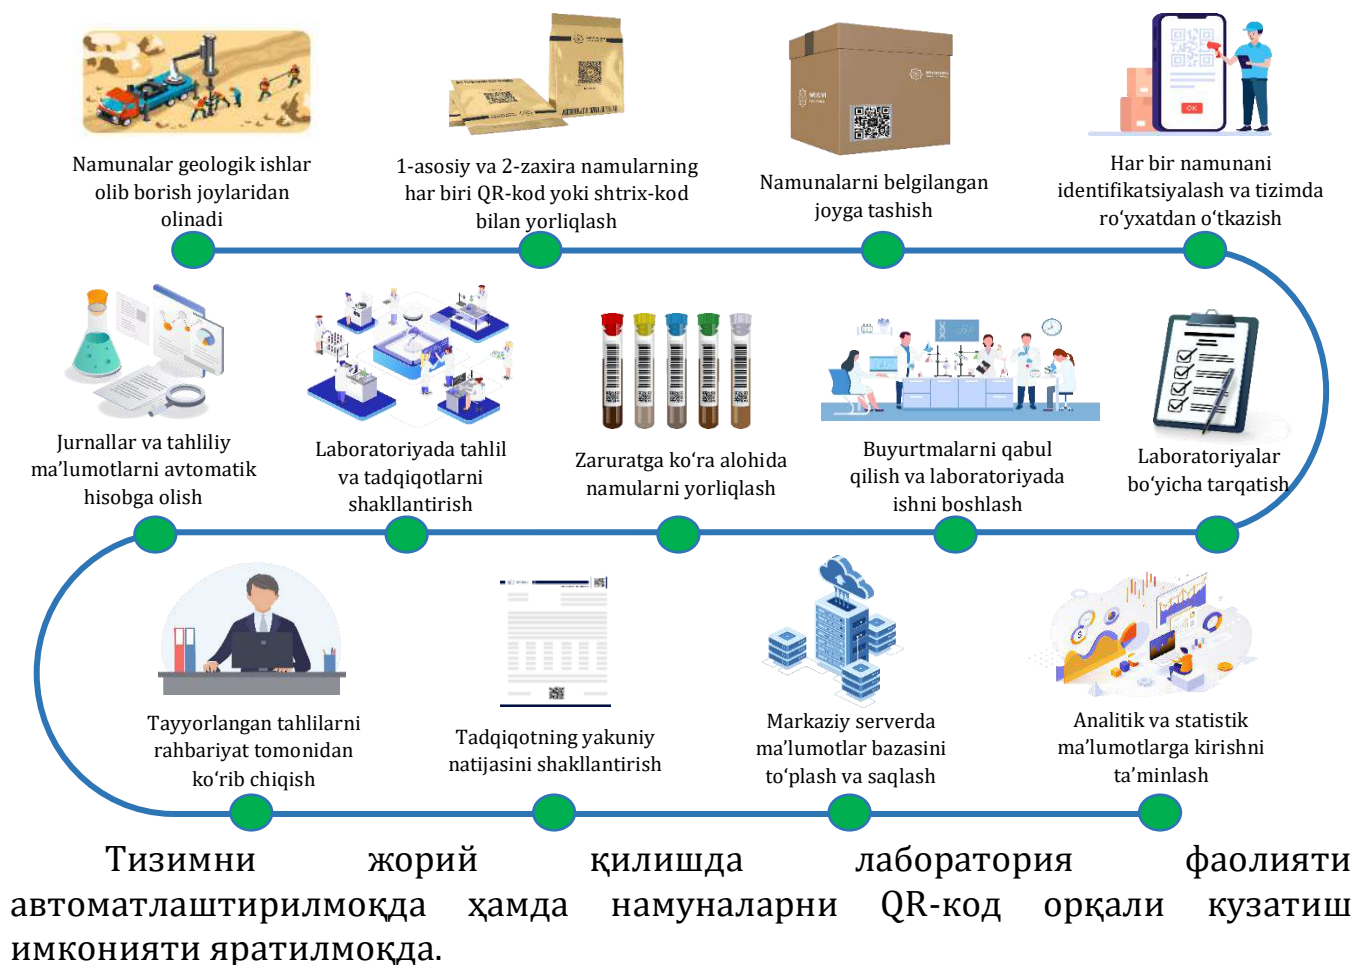 Namunalar geologik ishlar
olib borish joylaridan
olinadi
1-asosiy va 2-zaxira namularning
har biri QR-kod yoki shtrix-kod
bilan yorliqlash
Namunalarni belgilangan
joyga tashish
OK
Har bir namunani
identifikatsiyalash va tizimda
ro‘yxatdan o‘tkazish
Jurnallar va tahliliy
ma’lumotlarni avtomatik
hisobga olish
Laboratoriyada tahlil
va tadqiqotlarni
shakllantirish
Zaruratga ko‘ra alohida
namularni yorliqlash
Buyurtmalarni qabul
qilish va laboratoriyada
ishni boshlash
Laboratoriyalar
bo‘yicha tarqatish
Tayyorlangan tahlilarni
rahbariyat tomonidan
ko‘rib chiqish
Tadqiqotning yakuniy
natijasini shakllantirish
Markaziy serverda
ma’lumotlar bazasini
to‘plash va saqlash
Analitik va statistik
ma’lumotlarga kirishni
ta’minlash
Тизимни жорий қилишда лаборатория фаолияти
автоматлаштирилмоқда ҳамда намуналарни QR-код орқали кузатиш
имконияти яратилмоқда.